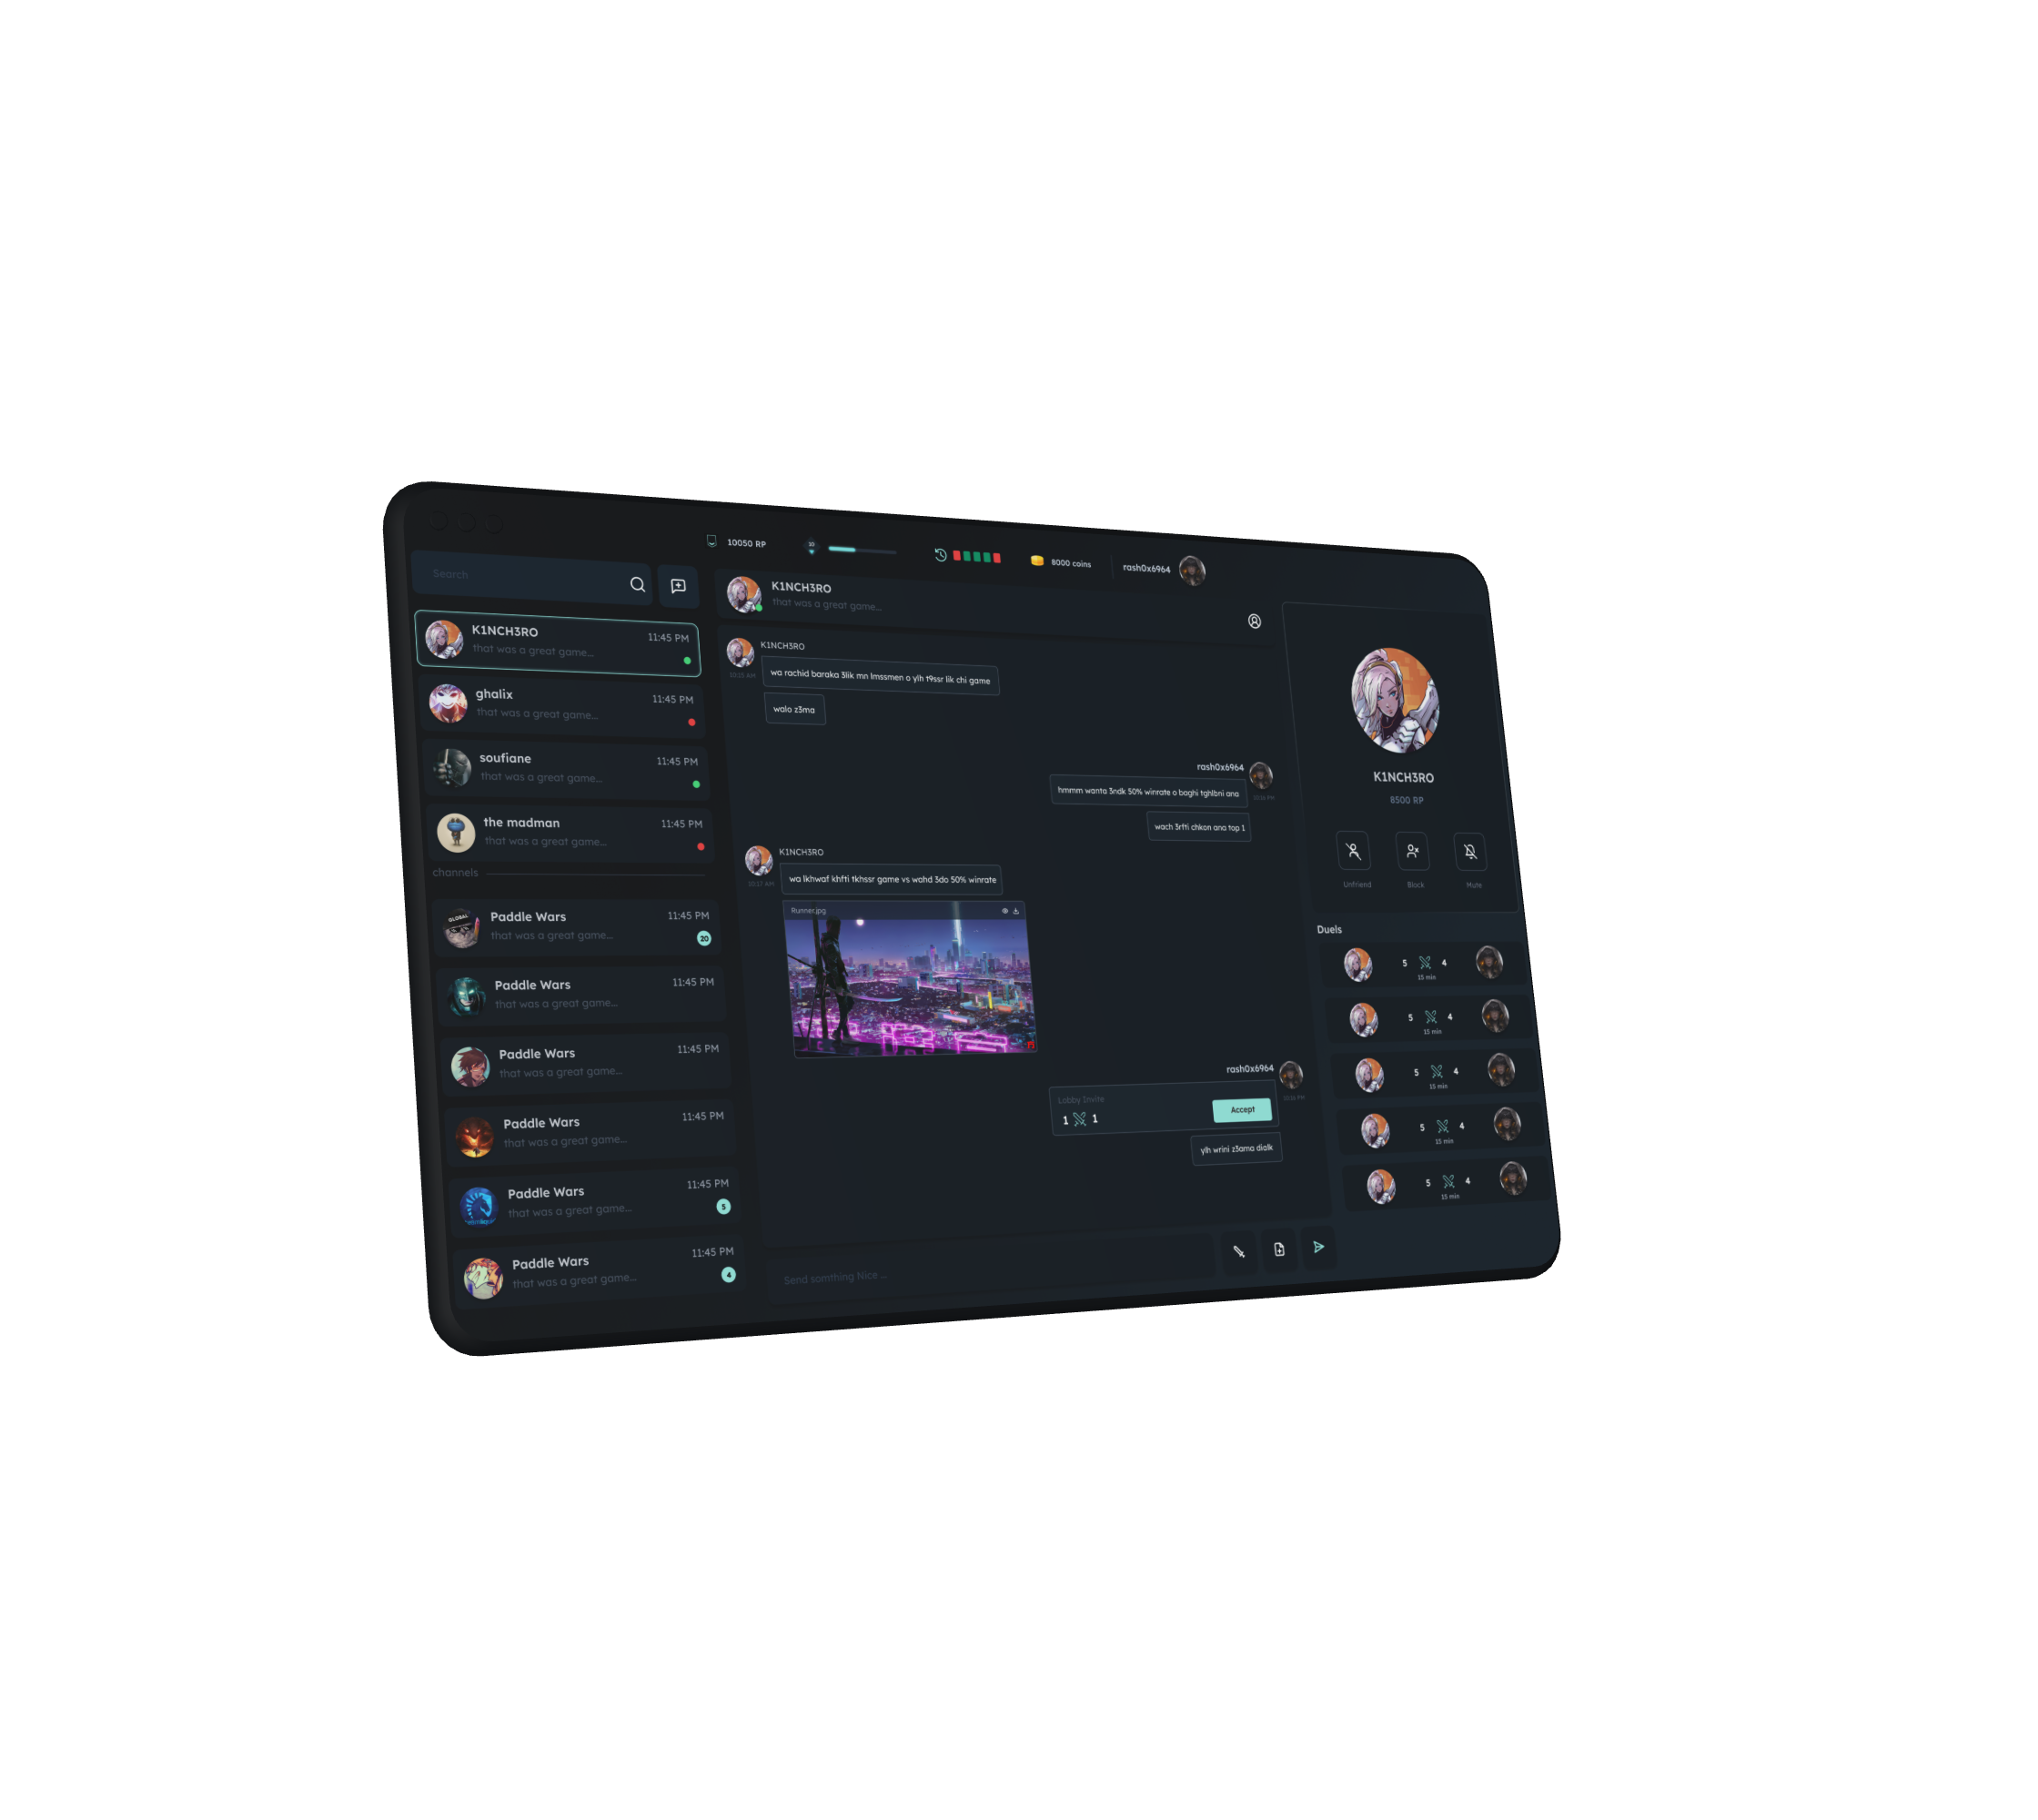 10050 RP
8000 coins
rash0x6964
Search
K1NCH3RO
11:45 PM
that was a great game...
ghalix
11:45 PM
that was a great game...
soufiane
11:45 PM
that was a great game...
the madman
11:45 PM
that was a great game...
channels
GLOBAL
Paddle Wars
11:45 PM
that was a great game...
20
Paddle Wars
11:45 PM
that was a great game...
Paddle Wars
11:45 PM
that was a great game...
Paddle Wars
11:45 PM
that was a great game...
Paddle Wars
11:45 PM
that was a great game...
5
Paddle Wars
11:45 PM
that was a great game...
4
K1NCH3RO
that was a great game...
K1NCH3RO
wa rachid baraka 3lik mn lmssmen o ylh t9ssr lik chi game
walo z3ma
rash0x6964
hmmm wanta 3ndk 50% winrate o baghi tghlbni ana
wach 3rfti chkon ana top 1
K1NCH3RO
10:17 AM
wa lkhwaf khfti tkhssr game vs wahd 3do 50% winrate
Runner.jpg
rash0x6964
Lobby Invite
1 1
Accept
ylh wrini z3ama dialk
Send somthing Nice ...
K1NCH3RO
8500 RP
Unfriend
Block
Mute
Duels
5 4
15 min
5 4
15 min
5 4
15 min
5 4
15 min
5 4
15 min